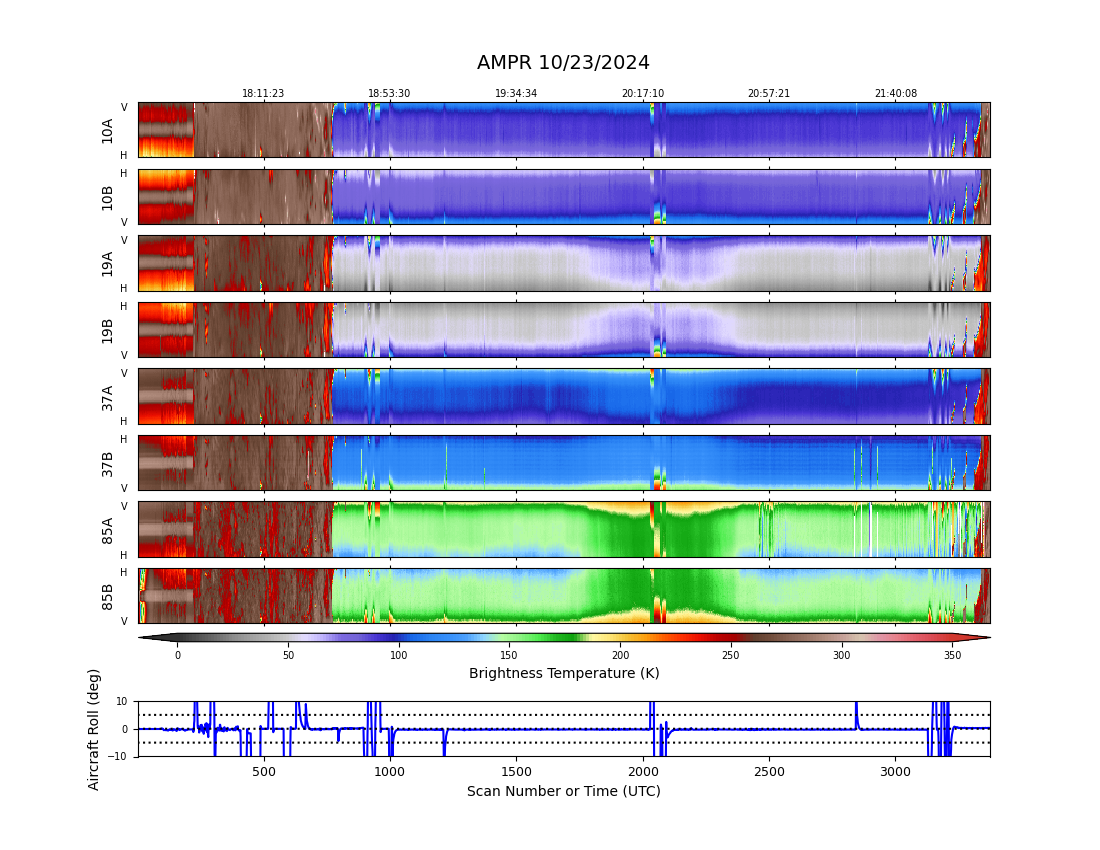 AMPR 10/23/2024
18:11:23 18:53:30 19:34:34 20:17:10 20:57:21 21:40:08
V
10A
H
H
10B
V
V
19A
H
H
19B
V
V
37A
H
H
37B
V
V
85A
H
H
85B
V
0 50 100 150 200 250 300 350
Brightness Temperature (K)
Aircraft Roll (deg)
10
0
−10
500 1000 1500 2000 2500 3000
Scan Number or Time (UTC)